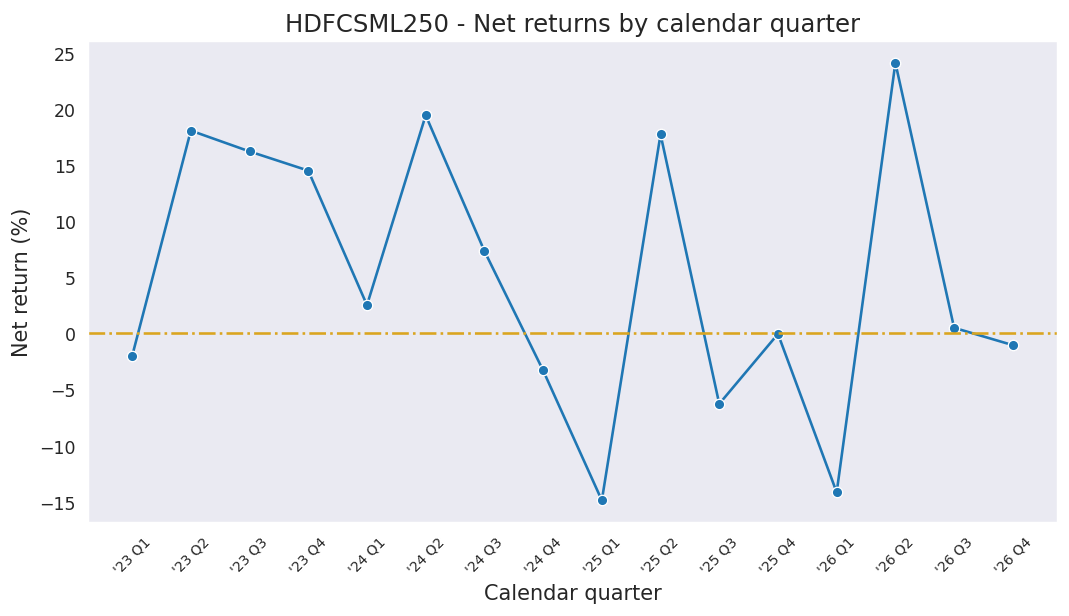 HDFCSML250 - Net returns by calendar quarter
25
20
15
10
5
0
−5
−10
−15
Net return (%)
'23 Q1
'23 Q2
'23 Q3
'23 Q4
'24 Q1
'24 Q2
'24 Q3
'24 Q4
'25 Q1
'25 Q2
'25 Q3
'25 Q4
'26 Q1
'26 Q2
'26 Q3
'26 Q4
Calendar quarter